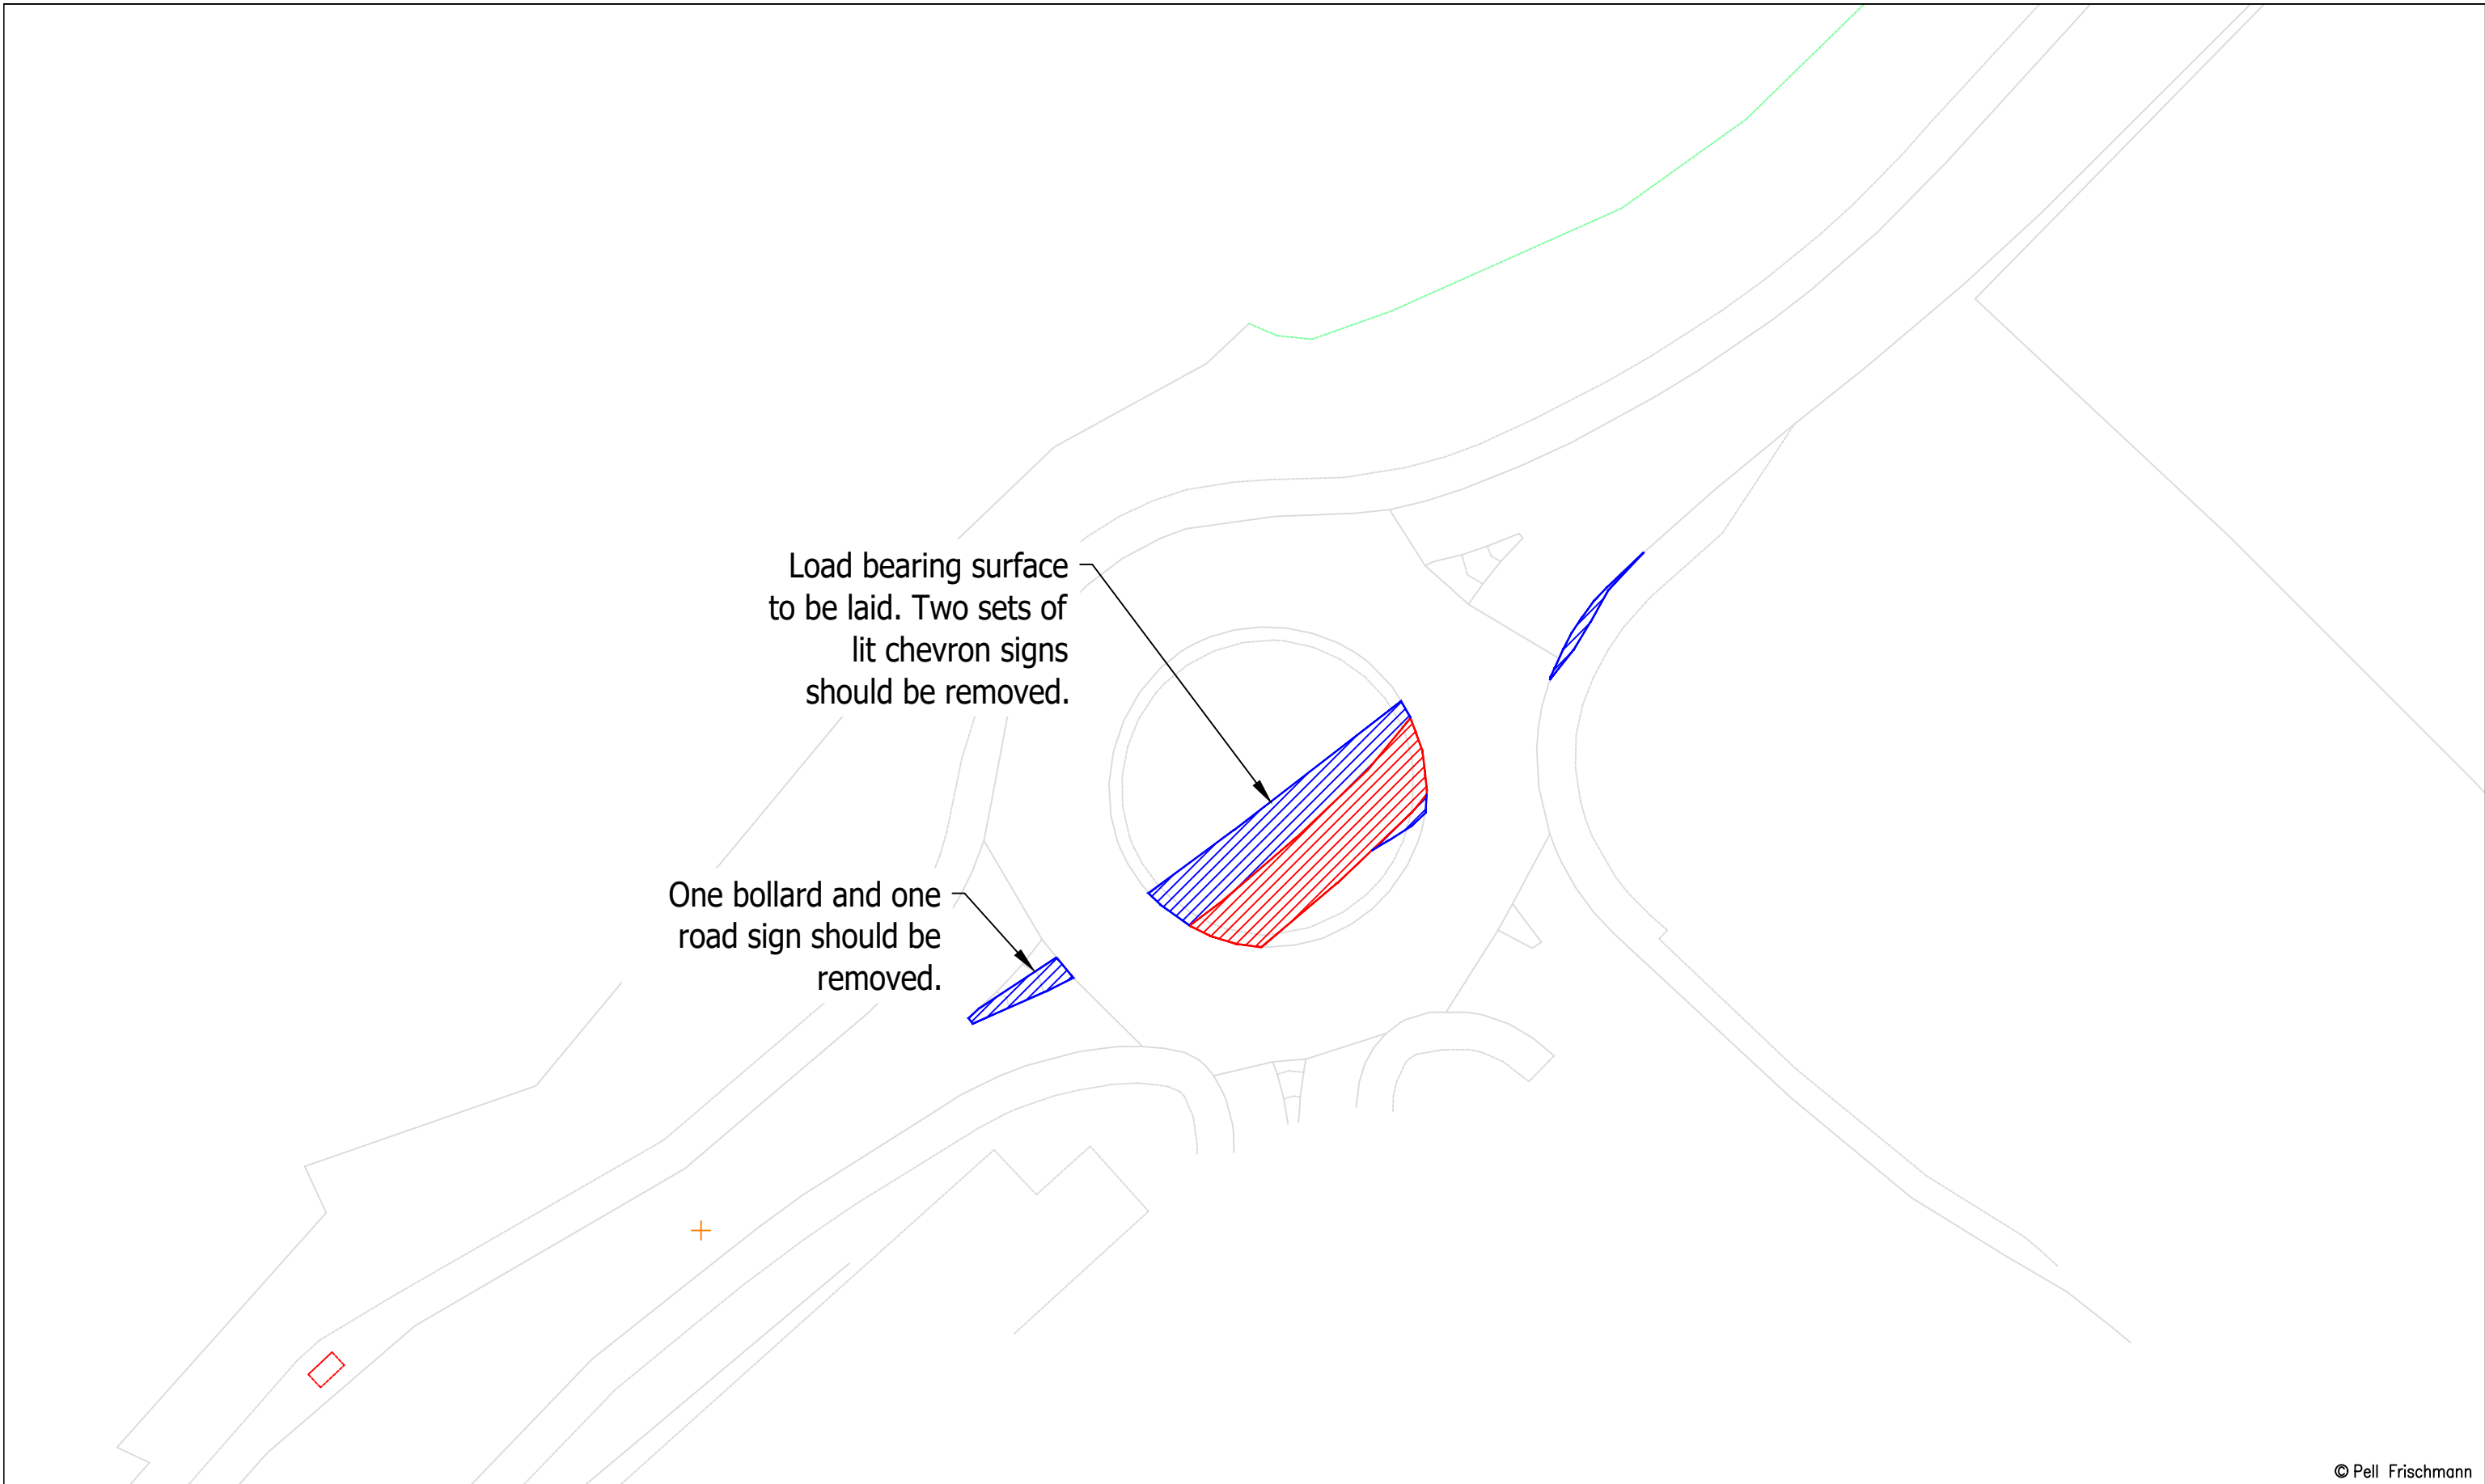 Load bearing surface
to be laid. Two sets of
lit chevron signs
should be removed.
One bollard and one
road sign should be
removed.
© Pell Frischmann